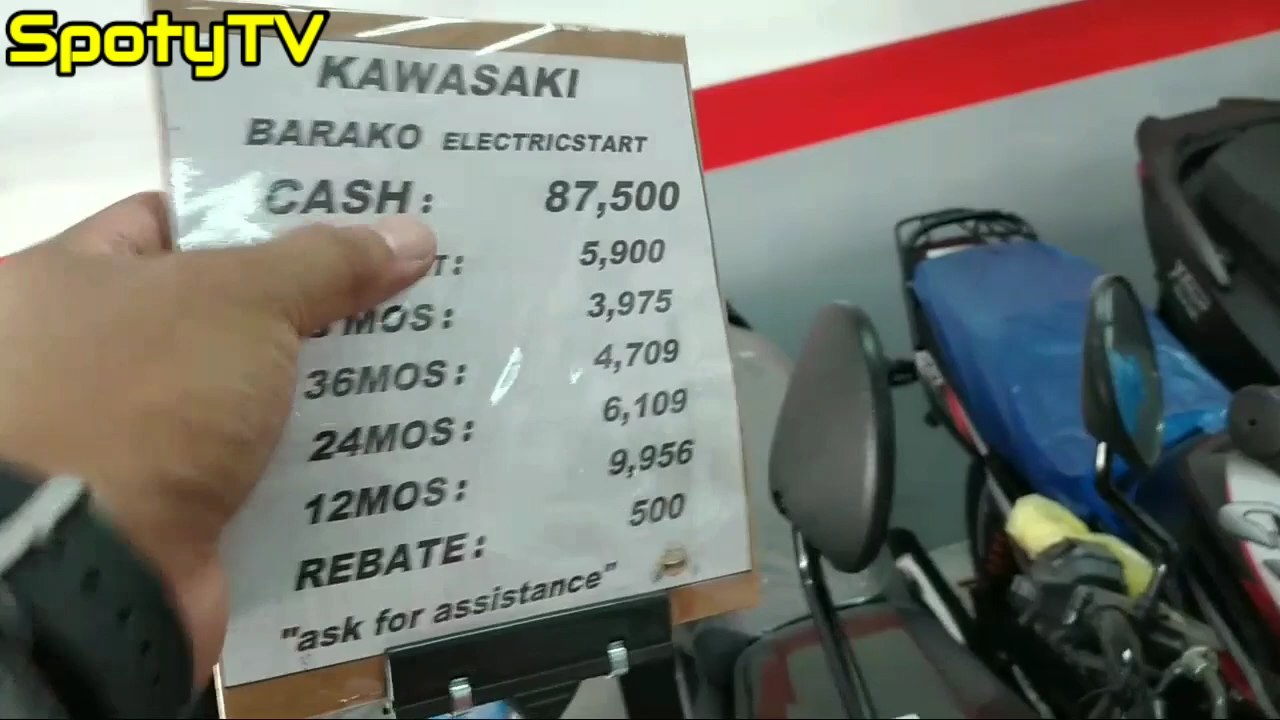 SpotyTV
KAWASAKI
BARAKO ELECTRICSTART
CASH: 87,500
T: 5,900
MOS: 3,975
36MOS: 4,709
24MOS: 6,109
12MOS: 9,956
REBATE: 500
"ask for assistance"